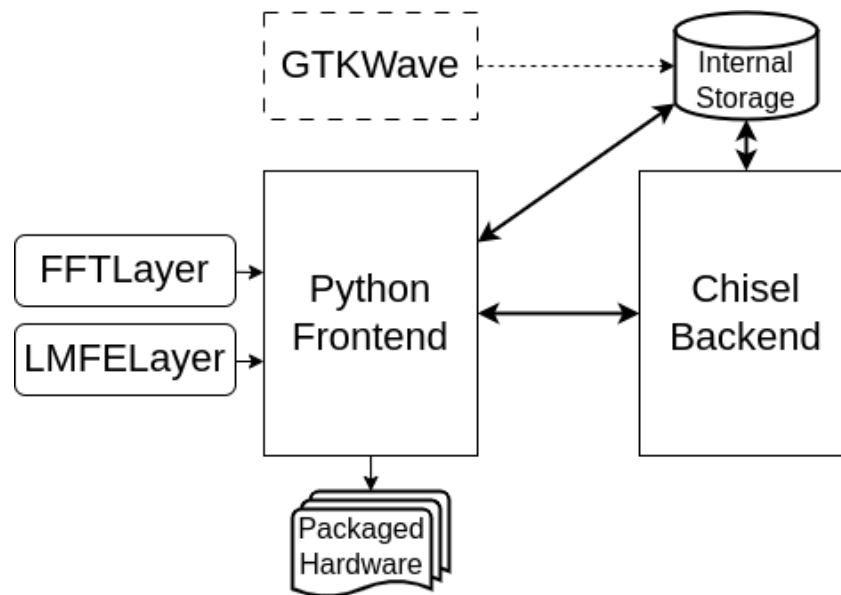 GTKWave
Internal
Storage
FFTLayer
LMFELayer
Python
Frontend
Chisel
Backend
Packaged
Hardware